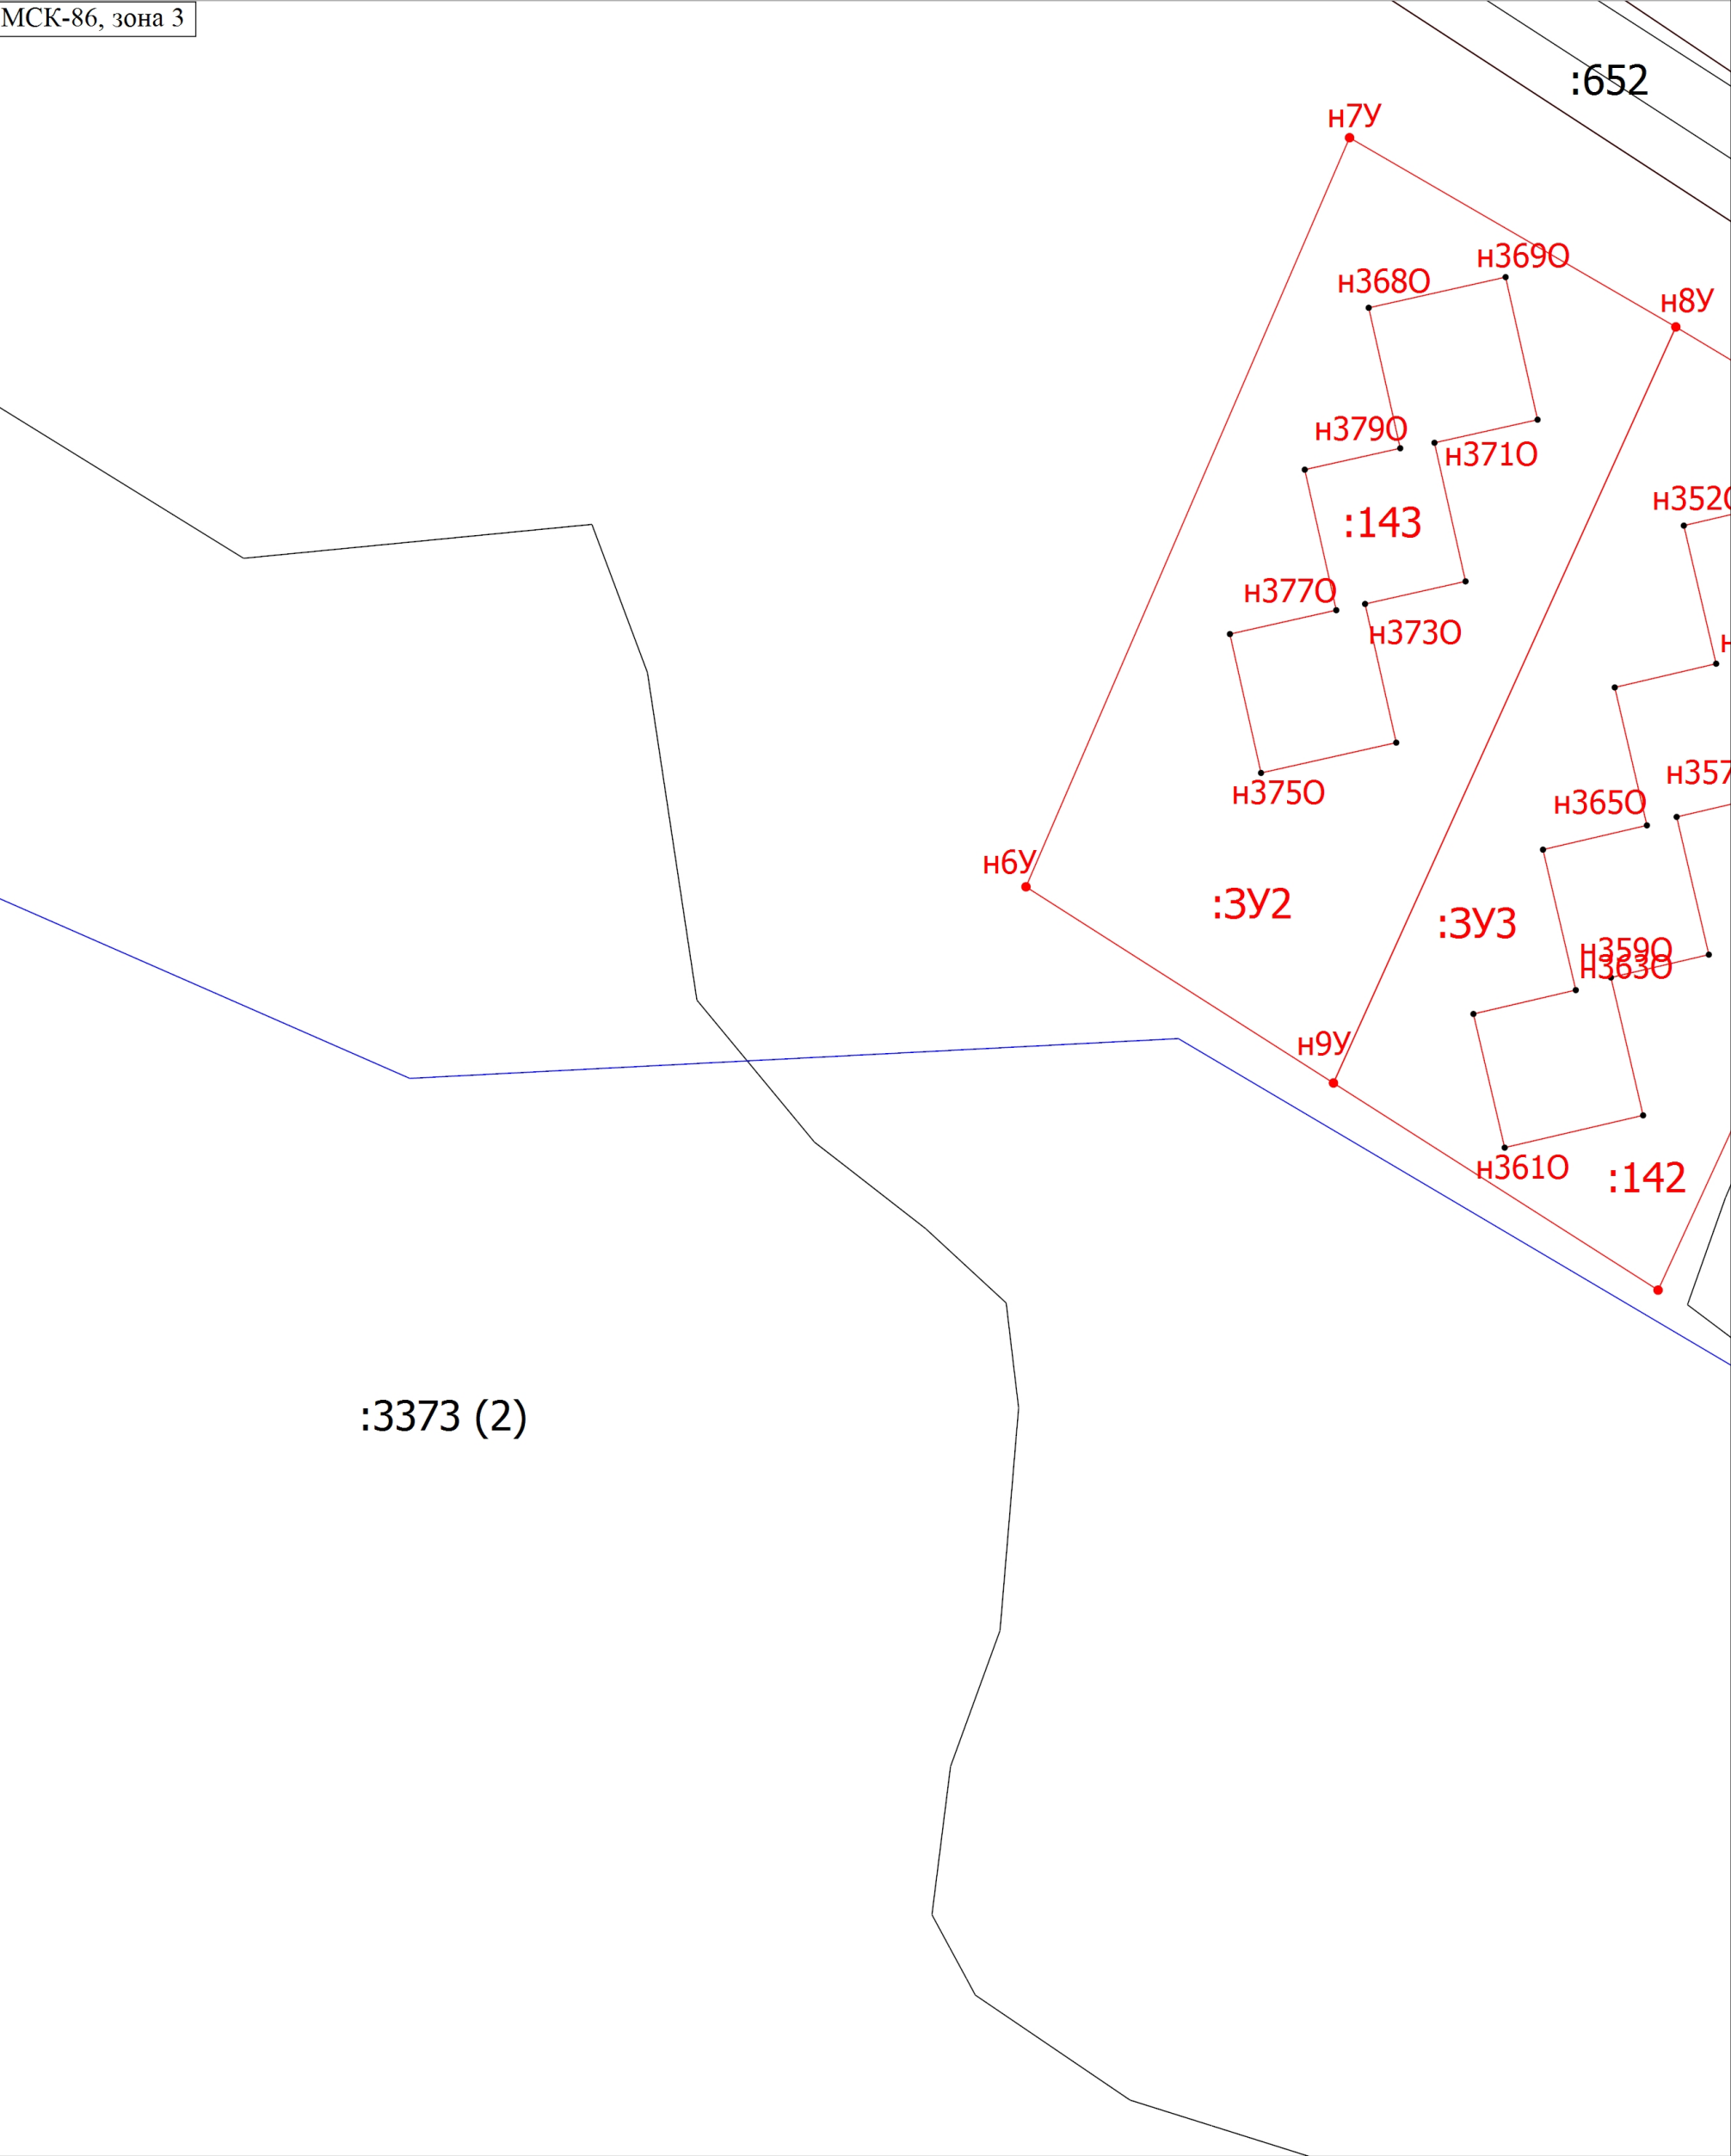 МСК-86, зона 3
:652
н7У
н369О
н368О
н8У
н379О
н371О
н352О
:143
н377О
н373О
н357
н375О
н365О
н6У
:ЗУ2
:ЗУ3
н359О
н363О
н9У
н361О
:142
:3373 (2)